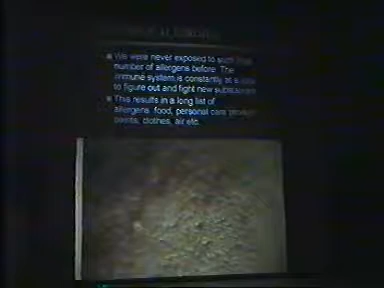 We were never exposed to such
number of allergens before. The
immune system is constantly at a
to figure out and fight new substances
This results in a long list of
allergens: food, personal care
paints, clothes, air etc.